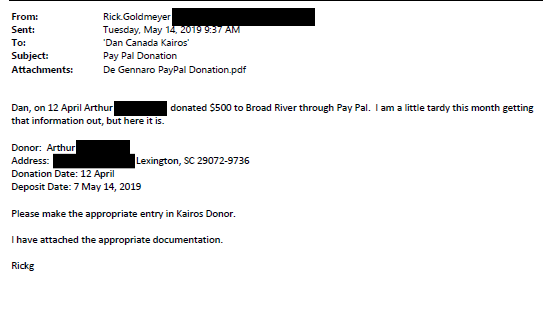 From: Rick.Goldmeyer
Sent: Tuesday, May 14, 2019 9:37 AM
To: 'Dan Canada Kairos'
Subject: Pay Pal Donation
Attachments: De Gennaro PayPal Donation.pdf
Dan, on 12 April Arthur donated $500 to Broad River through Pay Pal. I am a little tardy this month getting
that information out, but here it is.
Donor: Arthur
Address: Lexington, SC 29072-9736
Donation Date: 12 April
Deposit Date: 7 May 14, 2019
Please make the appropriate entry in Kairos Donor.
I have attached the appropriate documentation.
Rickg